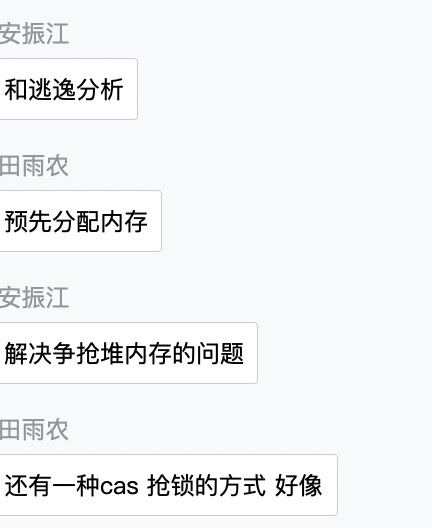 安振江
和逃逸分析
田雨农
预先分配内存
安振江
解决争抢堆内存的问题
田雨农
还有一种cas 抢锁的方式 好像